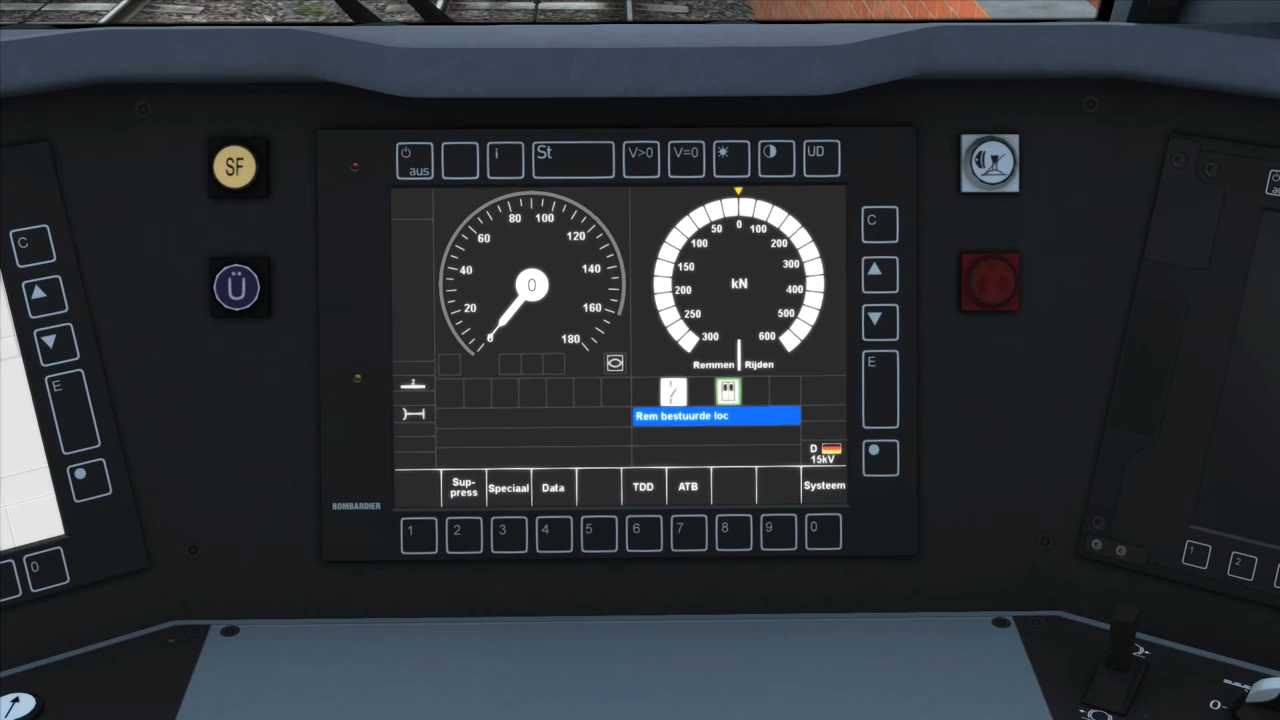 SF
Ü
aus
i
St
V>0
V=0
UD
80 100
60 120
40 140
20 160
0 180
0
50 0 100
100 200
150 300
kN
200 400
250 500
300 600
Remmen Rijden
2
Rem bestuurde loc
D
15kV
Sup-
press
Speciaal
Data
TDD
ATB
Systeem
BOMBARDIER
1 2 3 4 5 6 7 8 9 0
C
E
C
E
0
1
2
0-